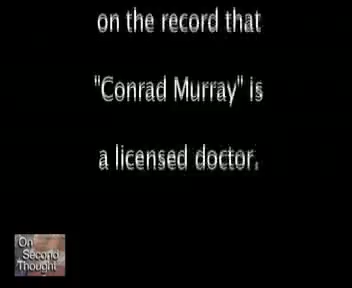 on the record that
"Conrad Murray" is
a licensed doctor.
On
Second
Thought